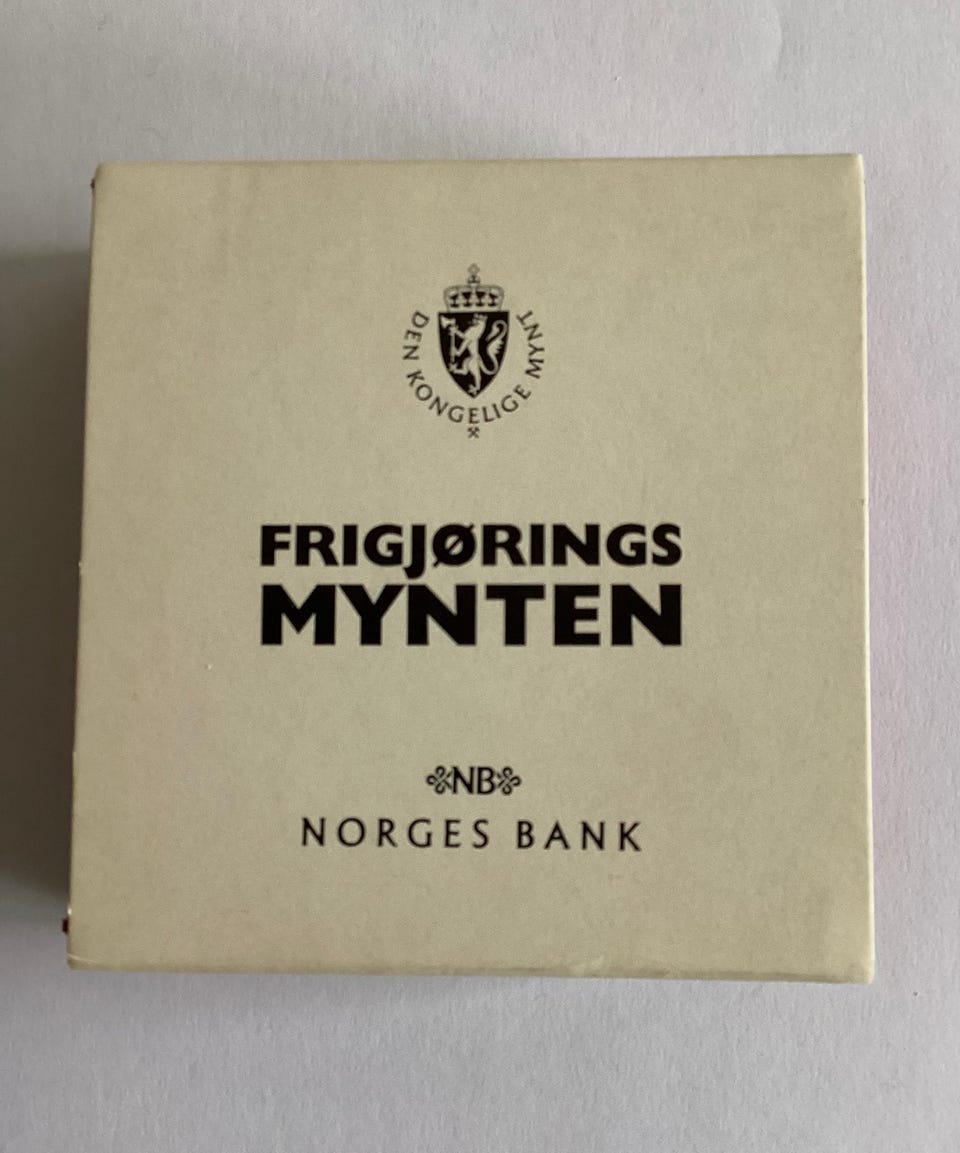 DEN KONGELIGE MYNT
FRIGJØRINGS
MYNTEN
NB
NORGES BANK